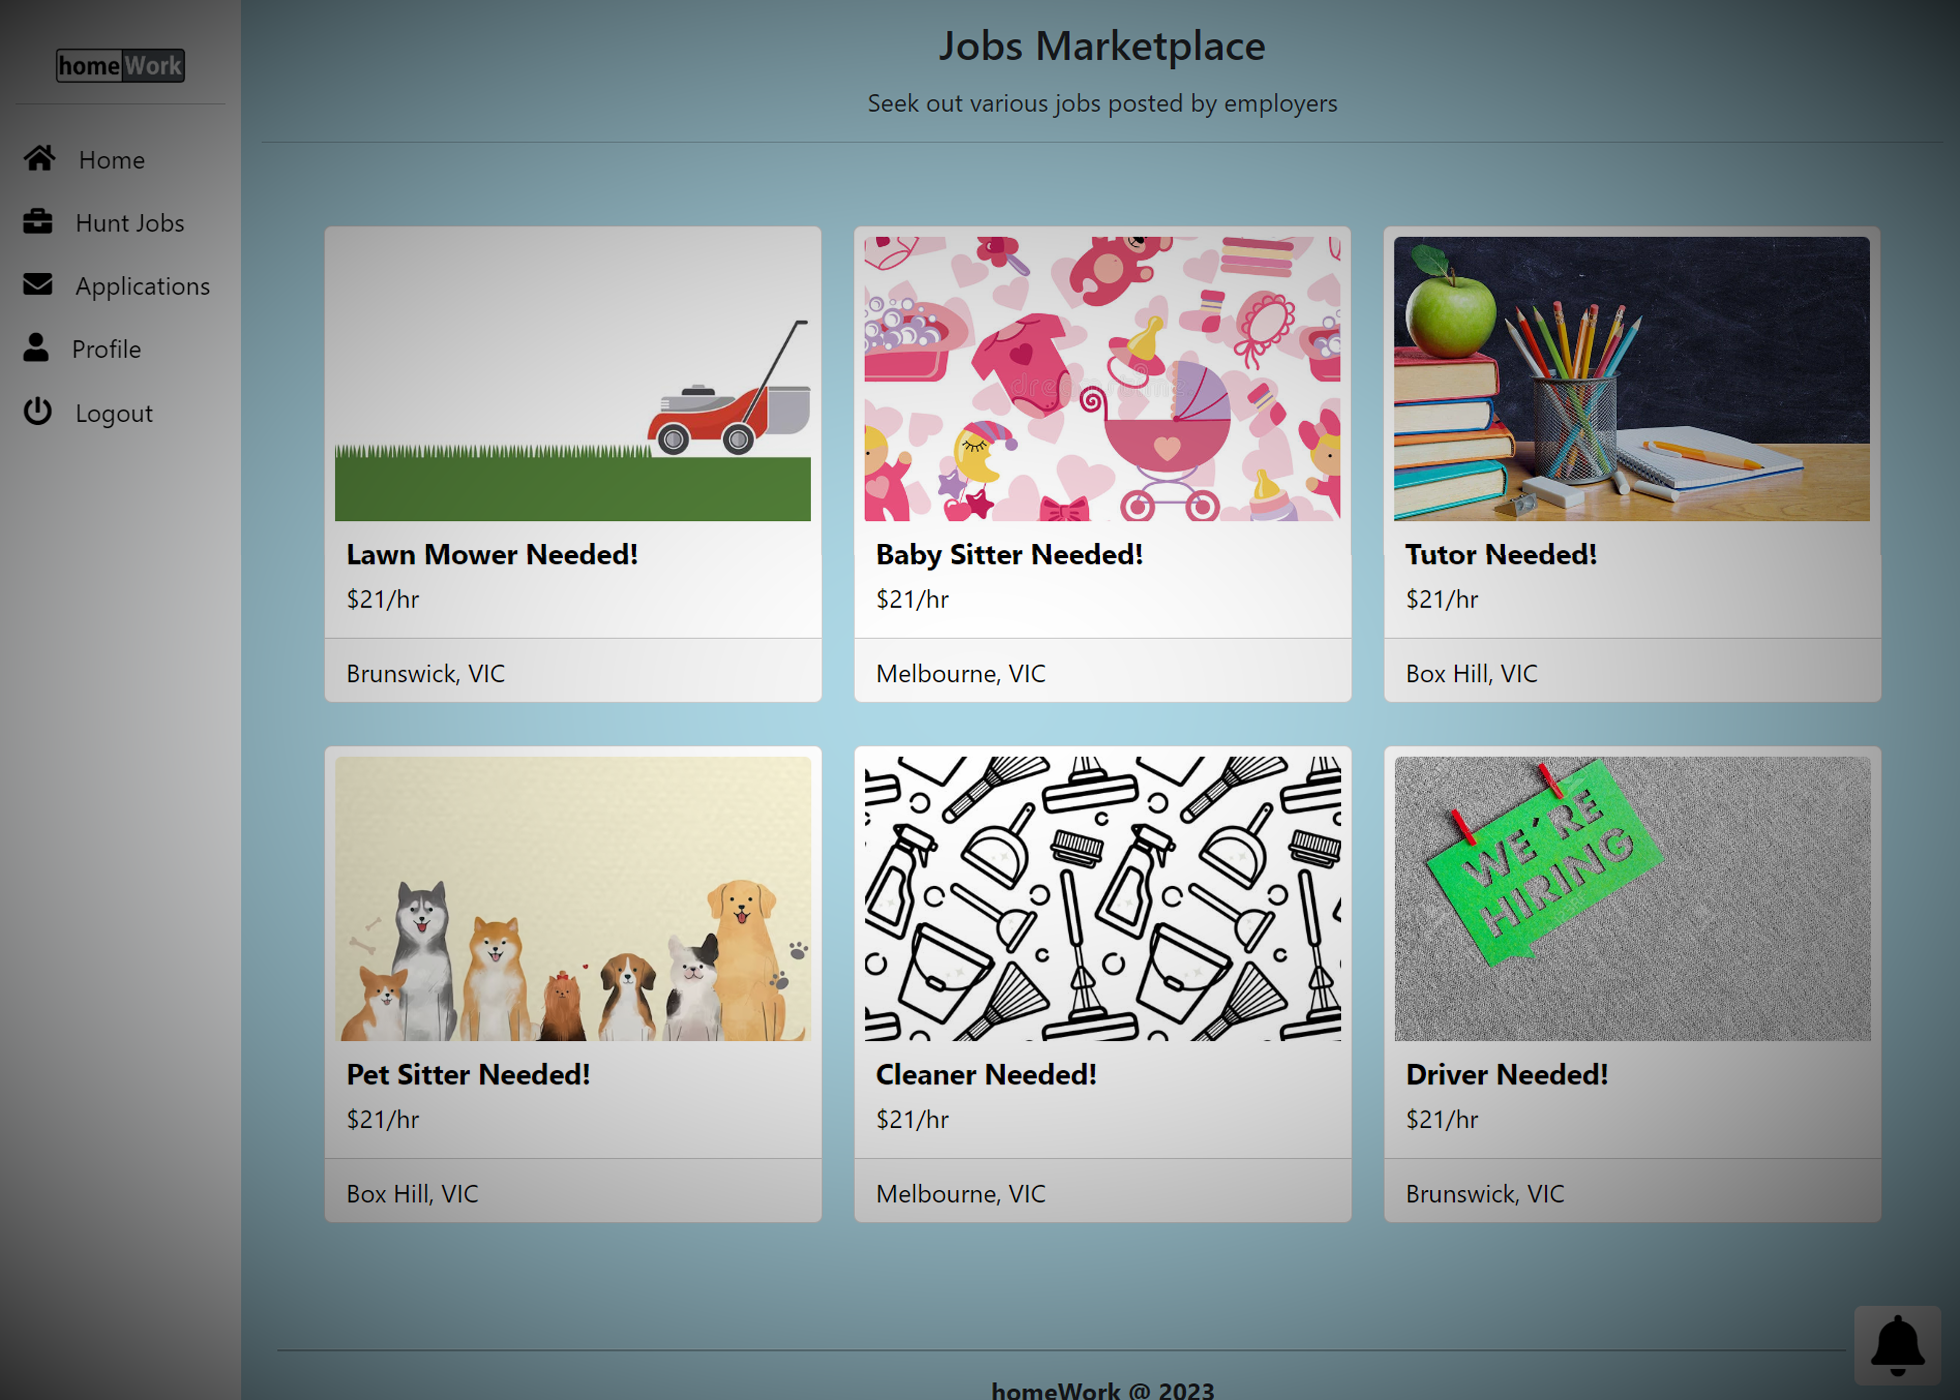 homeWork
Home
Hunt Jobs
Applications
Profile
Logout
Jobs Marketplace
Seek out various jobs posted by employers
Lawn Mower Needed!
$21/hr
Brunswick, VIC
Baby Sitter Needed!
$21/hr
Melbourne, VIC
Tutor Needed!
$21/hr
Box Hill, VIC
Pet Sitter Needed!
$21/hr
Box Hill, VIC
Cleaner Needed!
$21/hr
Melbourne, VIC
WE'RE
HIRING
Driver Needed!
$21/hr
Brunswick, VIC
homeWork @ 2023